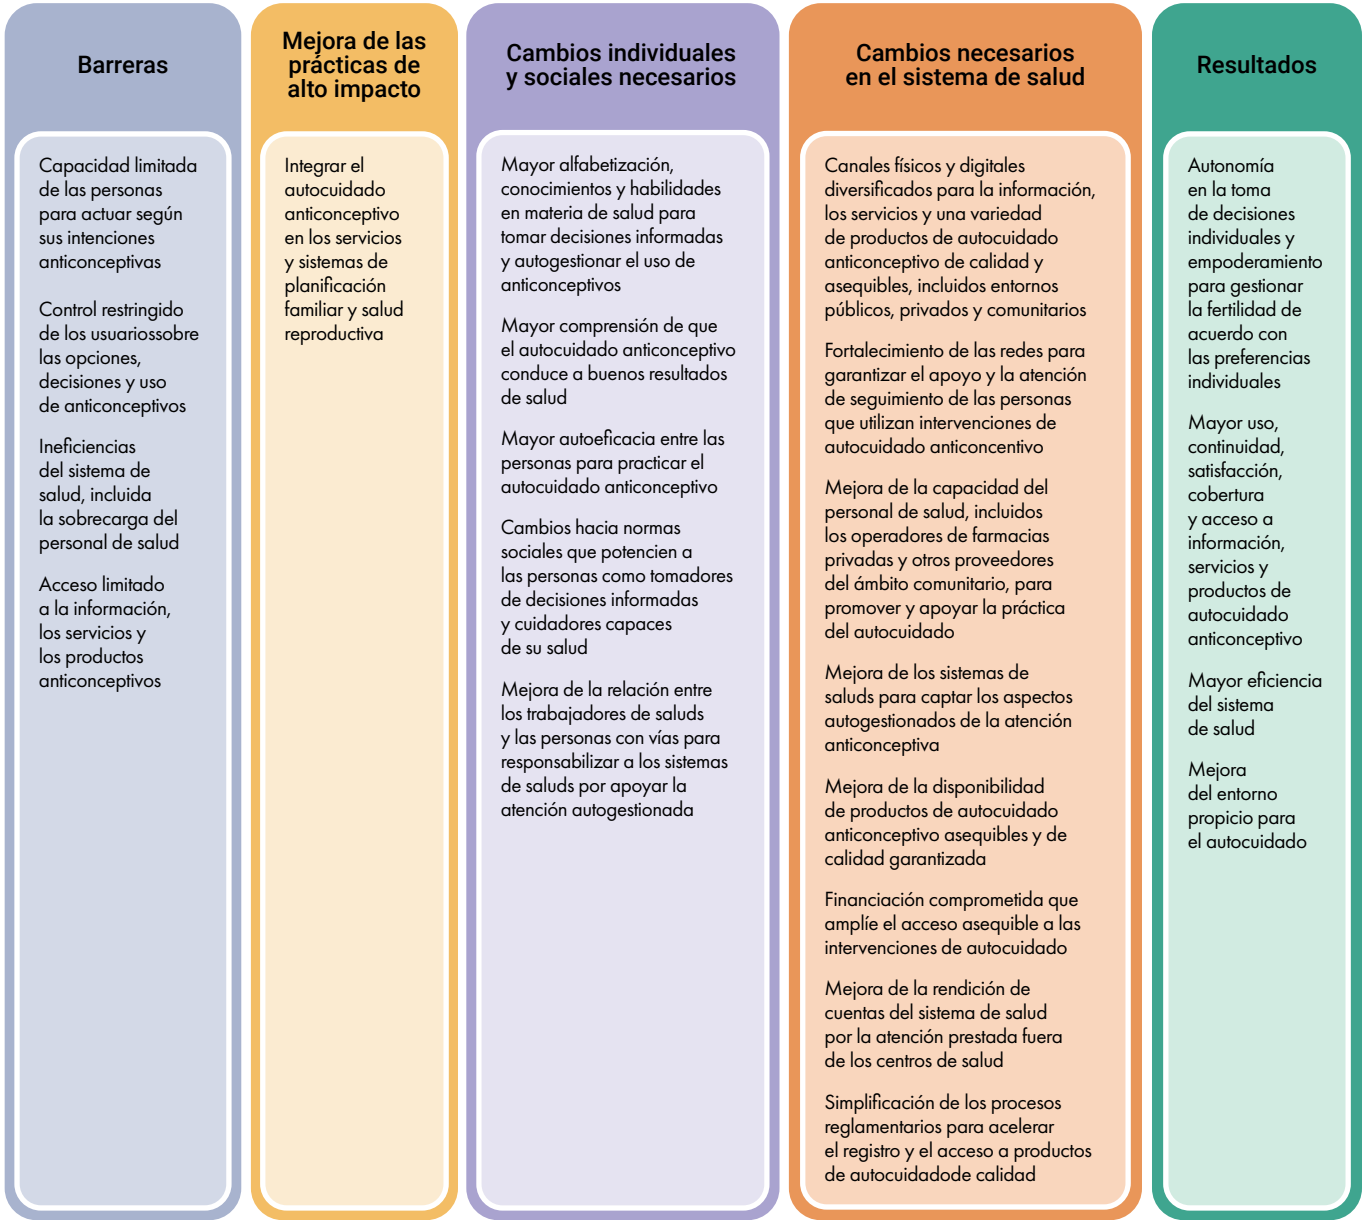 Barreras
Capacidad limitada
de las personas
para actuar según
sus intenciones
anticonceptivas
Control restringido
de los usuariossobre
las opciones,
decisiones y uso
de anticonceptivos
Ineficiencias
del sistema de
salud, incluida
la sobrecarga del
personal de salud
Acceso limitado
a la información,
los servicios y
los productos
anticonceptivos
Mejora de las
prácticas de
alto impacto
Integrar el
autocuidado
anticonceptivo
en los servicios
y sistemas de
planificación
familiar y salud
reproductiva
Cambios individuales
y sociales necesarios
Mayor alfabetización,
conocimientos y habilidades
en materia de salud para
tomar decisiones informadas
y autogestionar el uso de
anticonceptivos
Mayor comprensión de que
el autocuidado anticonceptivo
conduce a buenos resultados
de salud
Mayor autoeficacia entre las
personas para practicar el
autocuidado anticonceptivo
Cambios hacia normas
sociales que potencien a
las personas como tomadores
de decisiones informadas
y cuidadores capaces
de su salud
Mejora de la relación entre
los trabajadores de saluds
y las personas con vías para
responsabilizar a los sistemas
de saluds por apoyar la
atención autogestionada
Cambios necesarios
en el sistema de salud
Canales físicos y digitales
diversificados para la información,
los servicios y una variedad
de productos de autocuidado
anticonceptivo de calidad y
asequibles, incluidos entornos
públicos, privados y comunitarios
Fortalecimiento de las redes para
garantizar el apoyo y la atención
de seguimiento de las personas
que utilizan intervenciones de
autocuidado anticoncentivo
Mejora de la capacidad del
personal de salud, incluidos
los operadores de farmacias
privadas y otros proveedores
del ámbito comunitario, para
promover y apoyar la práctica
del autocuidado
Mejora de los sistemas de
saluds para captar los aspectos
autogestionados de la atención
anticonceptiva
Mejora de la disponibilidad
de productos de autocuidado
anticonceptivo asequibles y de
calidad garantizada
Financiación comprometida que
amplíe el acceso asequible a las
intervenciones de autocuidado
Mejora de la rendición de
cuentas del sistema de salud
por la atención prestada fuera
de los centros de salud
Simplificación de los procesos
reglamentarios para acelerar
el registro y el acceso a productos
de autocuidadode calidad
Resultados
Autonomía
en la toma
de decisiones
individuales y
empoderamiento
para gestionar
la fertilidad de
acuerdo con
las preferencias
individuales
Mayor uso,
continuidad,
satisfacción,
cobertura
y acceso a
información,
servicios y
productos de
autocuidado
anticonceptivo
Mayor eficiencia
del sistema
de salud
Mejora
del entorno
propicio para
el autocuidado